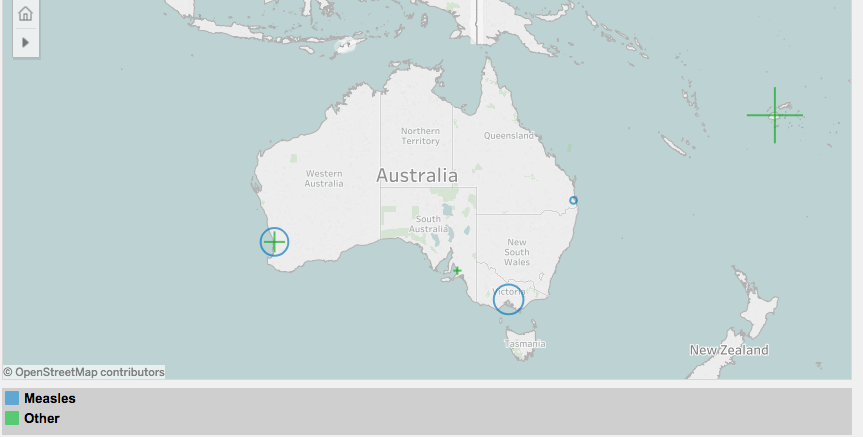 Northern
Territory
Queensland
Western
Australia
Australia
South
Australia
New
South
Wales
Victoria
Tasmania
New Zealand
© OpenStreetMap contributors
Measles
Other